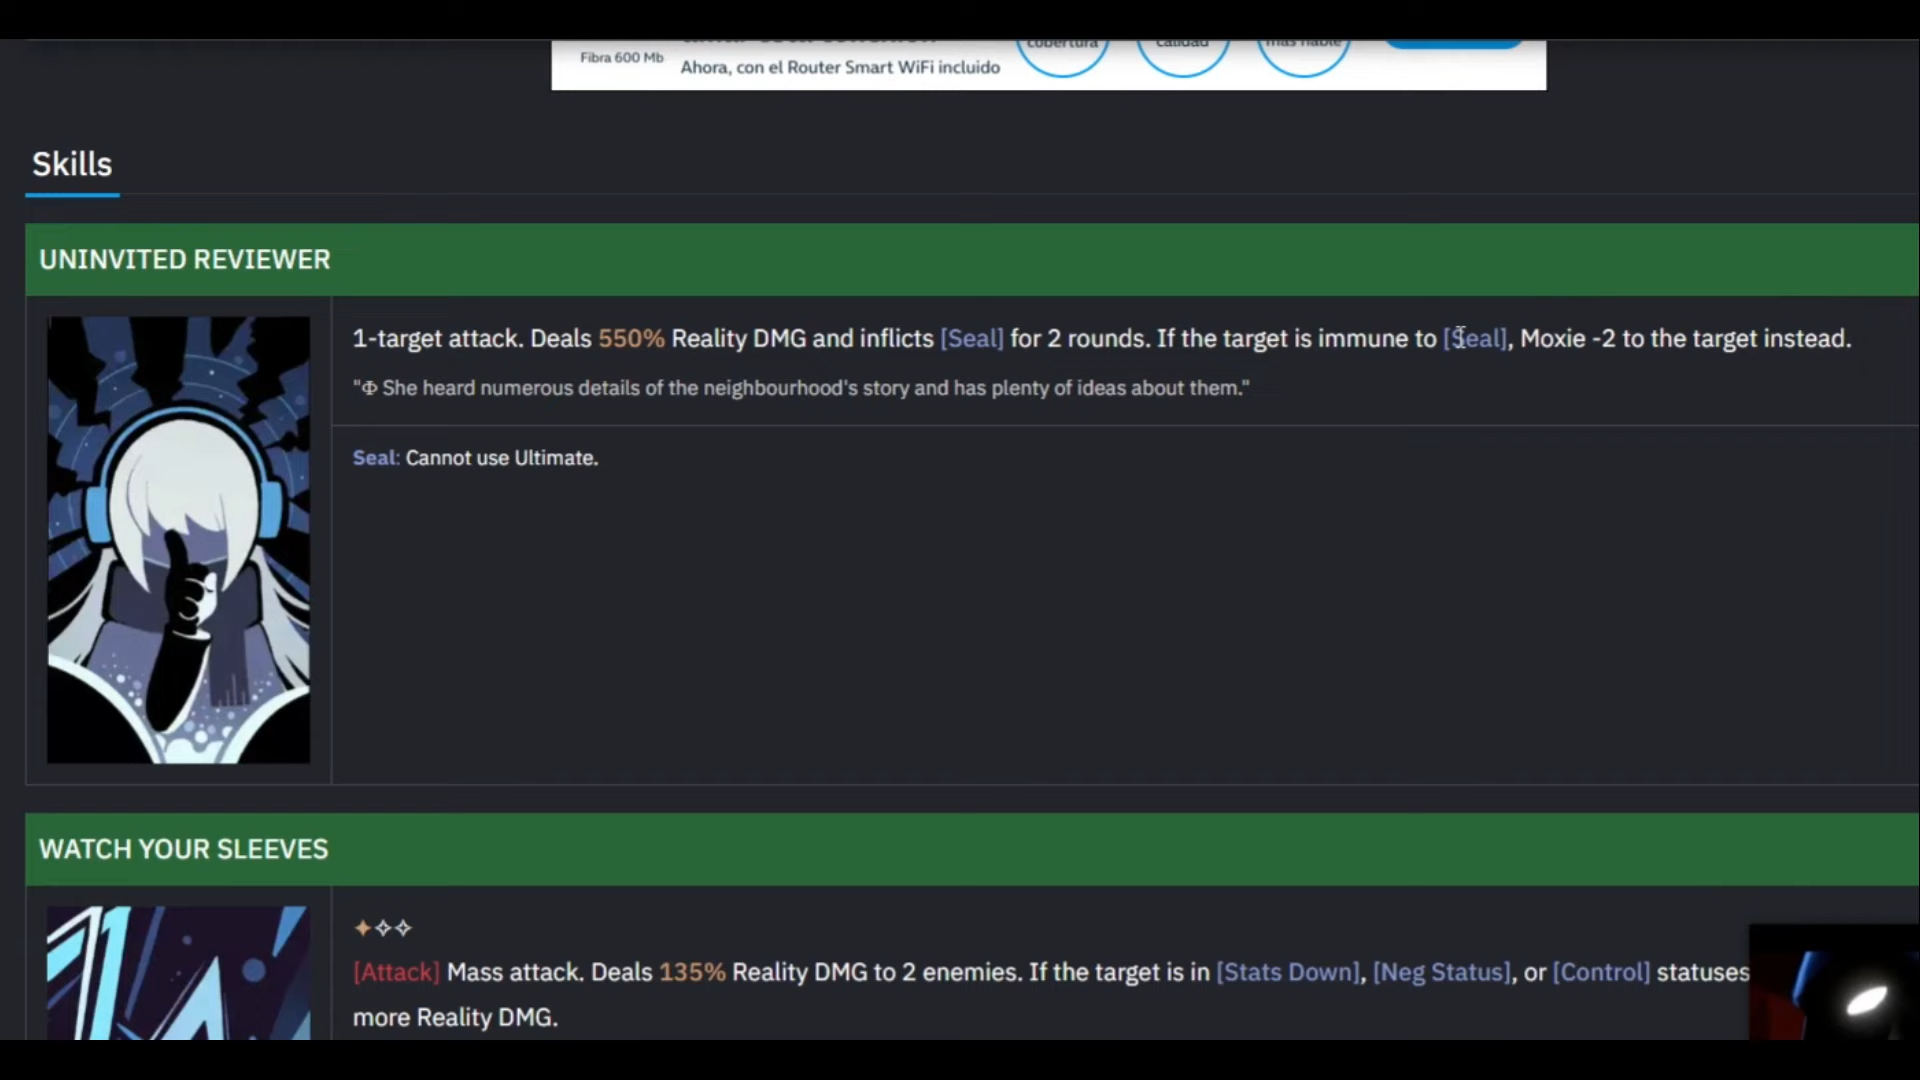 Fibra 600 Mb
Ahora, con el Router Smart WiFi incluido
cobertura
calidad
más fiable
Skills
UNINVITED REVIEWER
1-target attack. Deals 550% Reality DMG and inflicts [Seal] for 2 rounds. If the target is immune to [Seal], Moxie -2 to the target instead.
"Φ She heard numerous details of the neighbourhood's story and has plenty of ideas about them."
Seal: Cannot use Ultimate.
WATCH YOUR SLEEVES
[Attack] Mass attack. Deals 135% Reality DMG to 2 enemies. If the target is in [Stats Down], [Neg Status], or [Control] statuses
more Reality DMG.